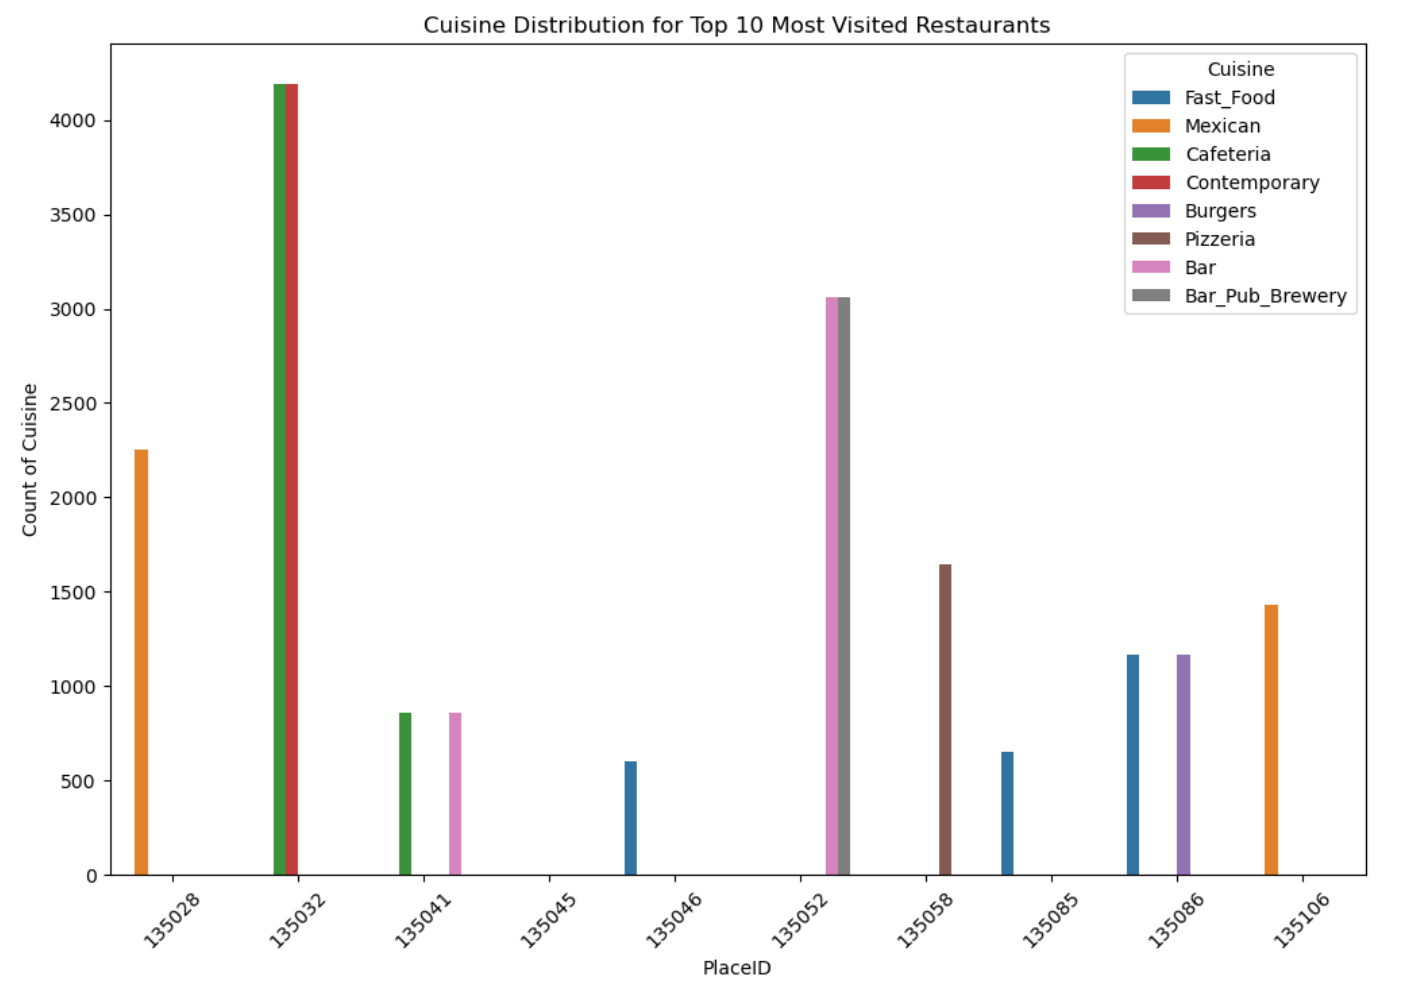 Cuisine Distribution for Top 10 Most Visited Restaurants
Cuisine
Fast_Food
Mexican
Cafeteria
Contemporary
Burgers
Pizzeria
Bar
Bar_Pub_Brewery
Count of Cuisine
4000
3500
3000
2500
2000
1500
1000
500
0
135028
135032
135041
135045
135046
135052
135058
135085
135086
135106
PlaceID